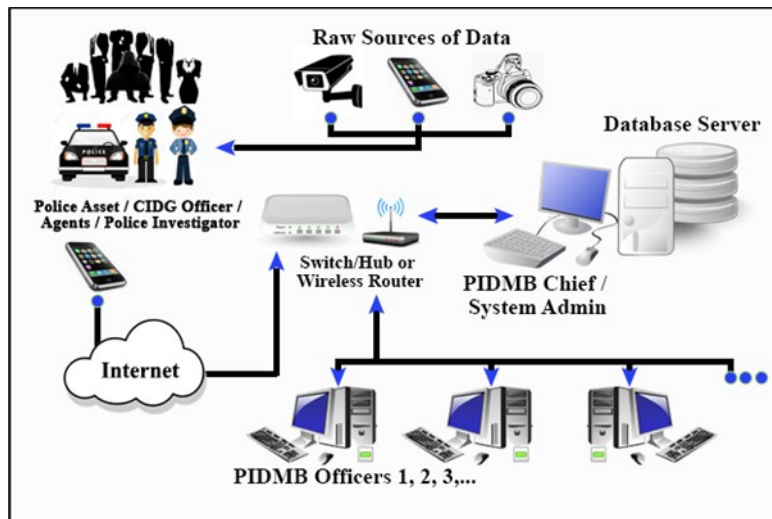 Raw Sources of Data
Database Server
POLICE
Police Asset / CIDG Officer /
Agents / Police Investigator
Switch/Hub or
Wireless Router
PIDMB Chief /
System Admin
Internet
PIDMB Officers 1, 2, 3,...